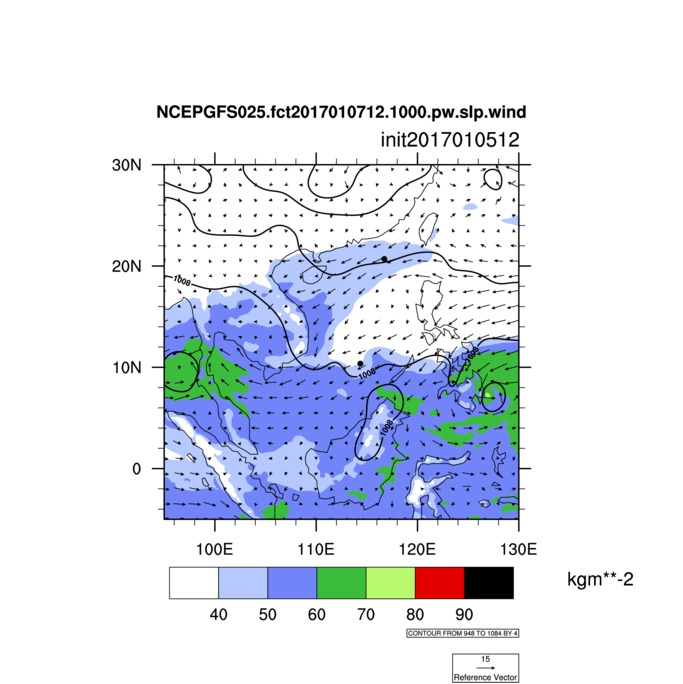 NCEPGFS025.fct2017010712.1000.pw.slp.wind
init2017010512
30N
20N
10N
0
1008
1008
1008
1008
100E
110E
120E
130E
kgm**-2
40
50
60
70
80
90
CONTOUR FROM 948 TO 1084 BY 4
15
Reference Vector